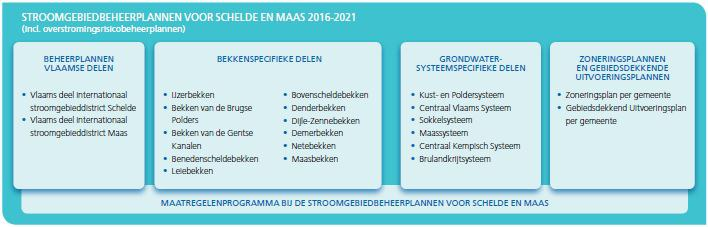 STROOMGEBIEDBEHEERPLANNEN VOOR SCHELDE EN MAAS 2016-2021
(incl. overstromingsrisicobeheerplannen)
BEHEERPLANNEN
VLAAMSE DELEN
• Vlaams deel Internationaal
stroomgebieddistrict Schelde
• Vlaams deel Internationaal
stroomgebieddistrict Maas
BEKKENSPECIFIEKE DELEN
• IJzerbekken
• Bekken van de Brugse
Polders
• Bekken van de Gentse
Kanalen
• Benedenscheldebekken
• Leiebekken
• Bovenscheldebekken
• Denderbekken
• Dijle-Zennebekken
• Demerbekken
• Netebekken
• Maasbekken
GRONDWATER-
SYSTEEMSPECIFIEKE DELEN
• Kust- en Poldersysteem
• Centraal Vlaams Systeem
• Sokkelsysteem
• Maassysteem
• Centraal Kempisch Systeem
• Brulandkrijtsysteem
ZONERINGSPLANNEN
EN GEBIEDSDEKKENDE
UITVOERINGSPLANNEN
• Zoneringsplan per gemeente
• Gebiedsdekkend Uitvoeringsplan
per gemeente
MAATREGELENPROGRAMMA BIJ DE STROOMGEBIEDBEHEERPLANNEN VOOR SCHELDE EN MAAS